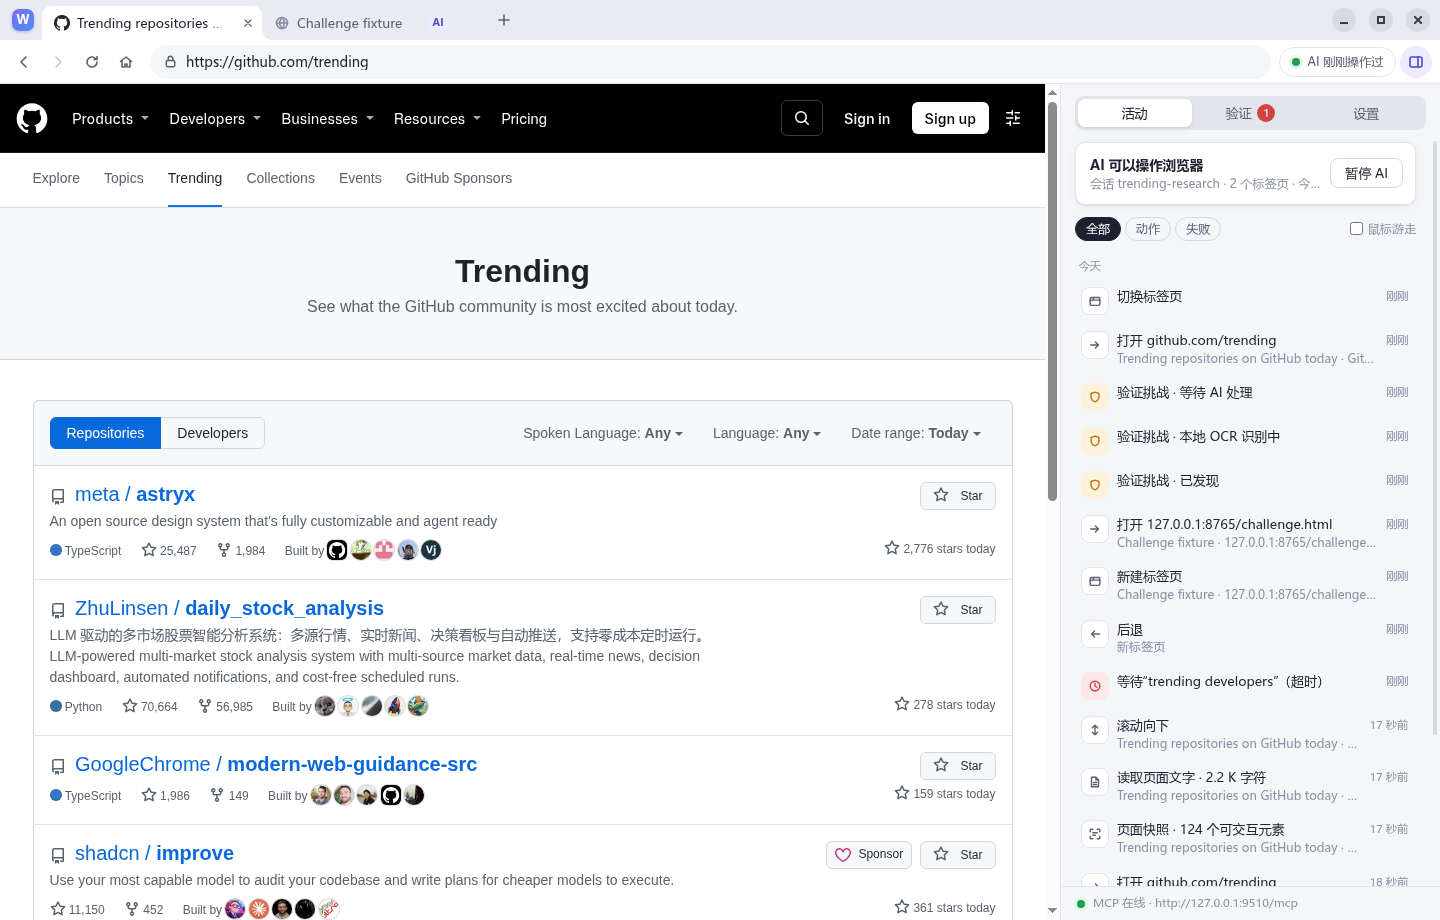 W
Trending repositories ...
Challenge fixture
AI
https://github.com/trending
AI 刚刚操作过
Products
Developers
Businesses
Resources
Pricing
Sign in
Sign up
Explore
Topics
Trending
Collections
Events
GitHub Sponsors
Trending
See what the GitHub community is most excited about today.
Repositories
Developers
Spoken Language: Any
Language: Any
Date range: Today
meta / astryx
Star
An open source design system that's fully customizable and agent ready
TypeScript
25,487
1,984
Built by
Vj
2,776 stars today
ZhuLinsen / daily_stock_analysis
Star
LLM 驱动的多市场股票智能分析系统：多源行情、实时新闻、决策看板与自动推送，支持零成本定时运行。
LLM-powered multi-market stock analysis system with multi-source market data, real-time news, decision
dashboard, automated notifications, and cost-free scheduled runs.
Python
70,664
56,985
Built by
278 stars today
GoogleChrome / modern-web-guidance-src
Star
TypeScript
1,986
149
Built by
159 stars today
shadcn / improve
Sponsor
Star
Use your most capable model to audit your codebase and write plans for cheaper models to execute.
11,150
452
Built by
361 stars today
活动
验证 1
设置
AI 可以操作浏览器
会话 trending-research · 2 个标签页 · 今...
暂停 AI
全部
动作
失败
鼠标游走
今天
切换标签页
刚刚
打开 github.com/trending
刚刚
Trending repositories on GitHub today · Git...
验证挑战 · 等待 AI 处理
刚刚
验证挑战 · 本地 OCR 识别中
刚刚
验证挑战 · 已发现
刚刚
打开 127.0.0.1:8765/challenge.html
刚刚
Challenge fixture · 127.0.0.1:8765/challenge...
新建标签页
刚刚
Challenge fixture · 127.0.0.1:8765/challenge...
后退
刚刚
新标签页
等待“trending developers”（超时）
刚刚
滚动向下
17 秒前
Trending repositories on GitHub today · ...
读取页面文字 · 2.2 K 字符
17 秒前
Trending repositories on GitHub today · ...
页面快照 · 124 个可交互元素
17 秒前
Trending repositories on GitHub today · ...
打开 github.com/trending
18 秒前
MCP 在线 · http://127.0.0.1:9510/mcp